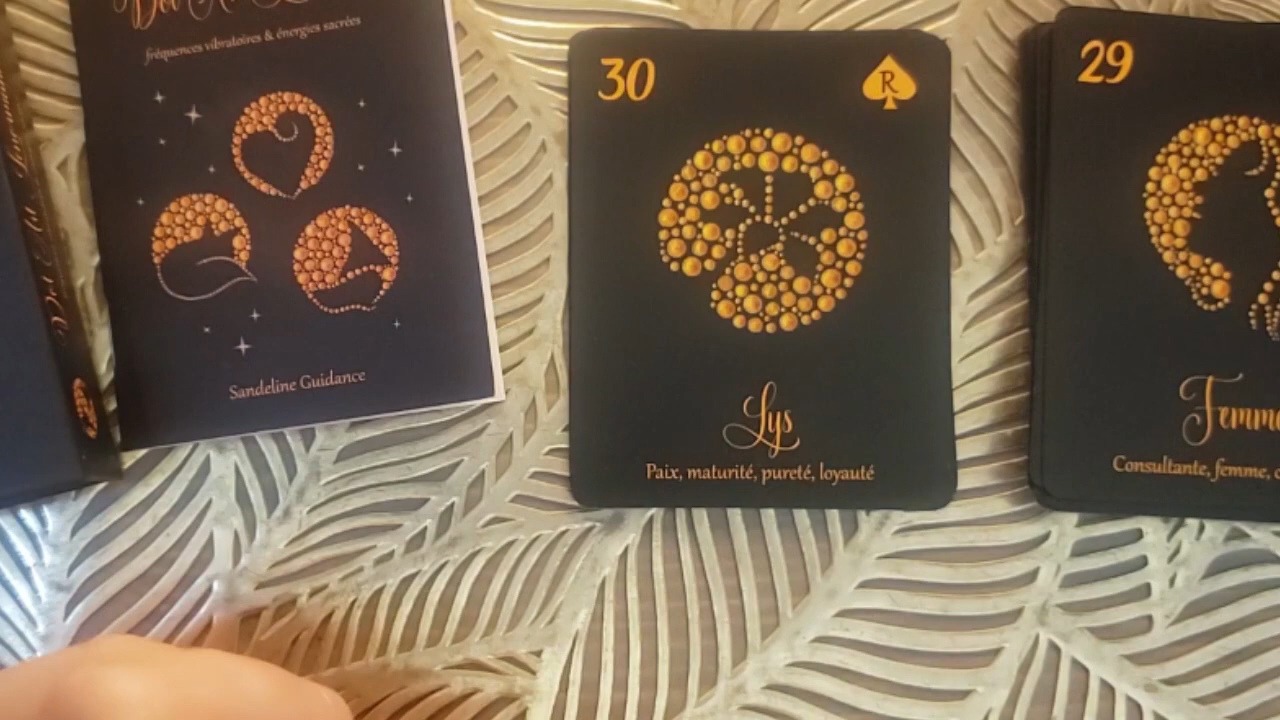 fréquences vibratoires & énergies sacrées
Sandeline Guidance
30
R
Lys
Paix, maturité, pureté, loyauté
29
Consultante, femme,